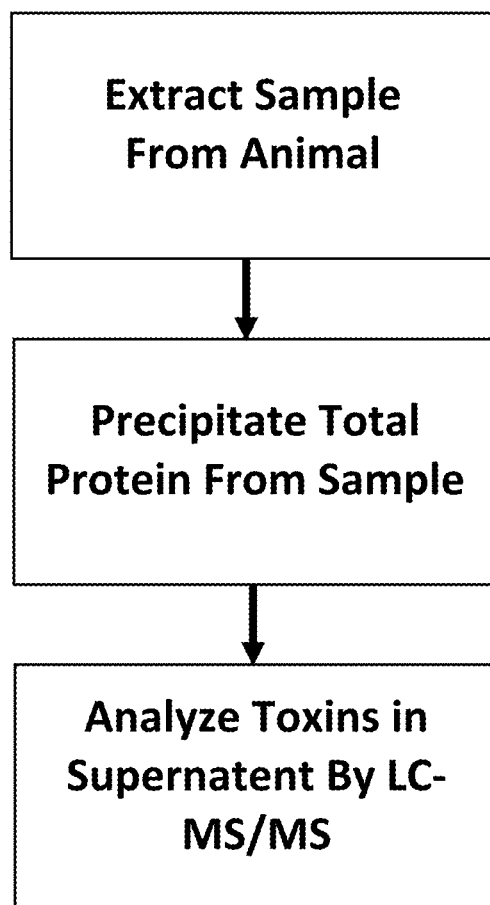 Extract Sample
From Animal
Precipitate Total
Protein From Sample
Analyze Toxins in
Supernatent By LC-
MS/MS